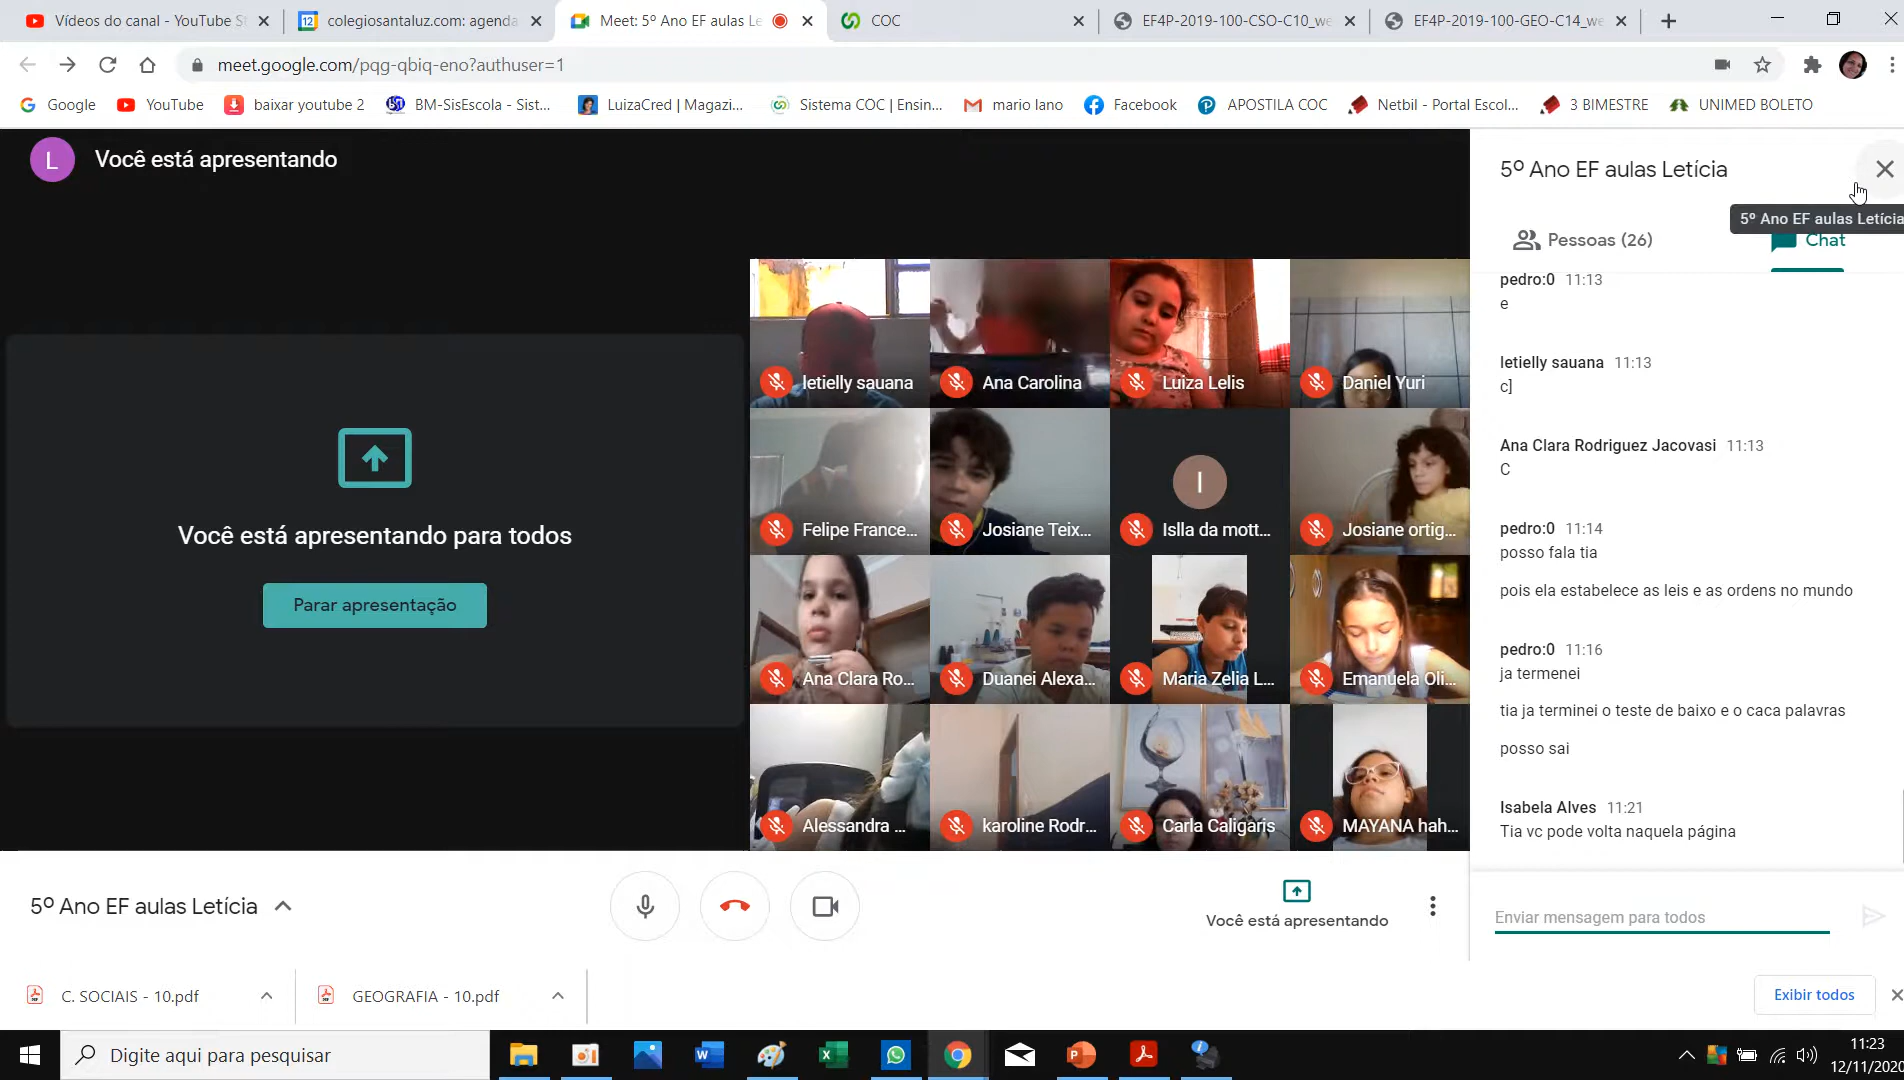 Vídeos do canal - YouTube St
colegiosantaluz.com: agenda
Meet: 5º Ano EF aulas Le
COC
EF4P-2019-100-CSO-C10_we
EF4P-2019-100-GEO-C14_we
meet.google.com/pqg-qbiq-eno?authuser=1
Google
YouTube
baixar youtube 2
BM-SisEscola - Sist...
LuizaCred | Magazi...
Sistema COC | Ensin...
mario lano
Facebook
APOSTILA COC
Netbil - Portal Escol...
3 BIMESTRE
UNIMED BOLETO
L
Você está apresentando
Você está apresentando para todos
Parar apresentação
letielly sauana
Ana Carolina
Luiza Lelis
Daniel Yuri
Felipe France...
Josiane Teix...
I
Islla da mott...
Josiane ortig...
Ana Clara Ro...
Duanei Alexa...
Maria Zelia L...
Emanuela Oli...
Alessandra ...
karoline Rodr...
Carla Caligaris
MAYANA hah...
5º Ano EF aulas Letícia
5º Ano EF aulas Letícia
Pessoas (26)
Chat
pedro:0 11:13
e
letielly sauana 11:13
c]
Ana Clara Rodriguez Jacovasi 11:13
C
pedro:0 11:14
posso fala tia
pois ela estabelece as leis e as ordens no mundo
pedro:0 11:16
ja termenei
tia ja terminei o teste de baixo e o caca palavras
posso sai
Isabela Alves 11:21
Tia vc pode volta naquela página
Enviar mensagem para todos
5º Ano EF aulas Letícia
Você está apresentando
C. SOCIAIS - 10.pdf
GEOGRAFIA - 10.pdf
Exibir todos
Digite aqui para pesquisar
11:23
12/11/2020